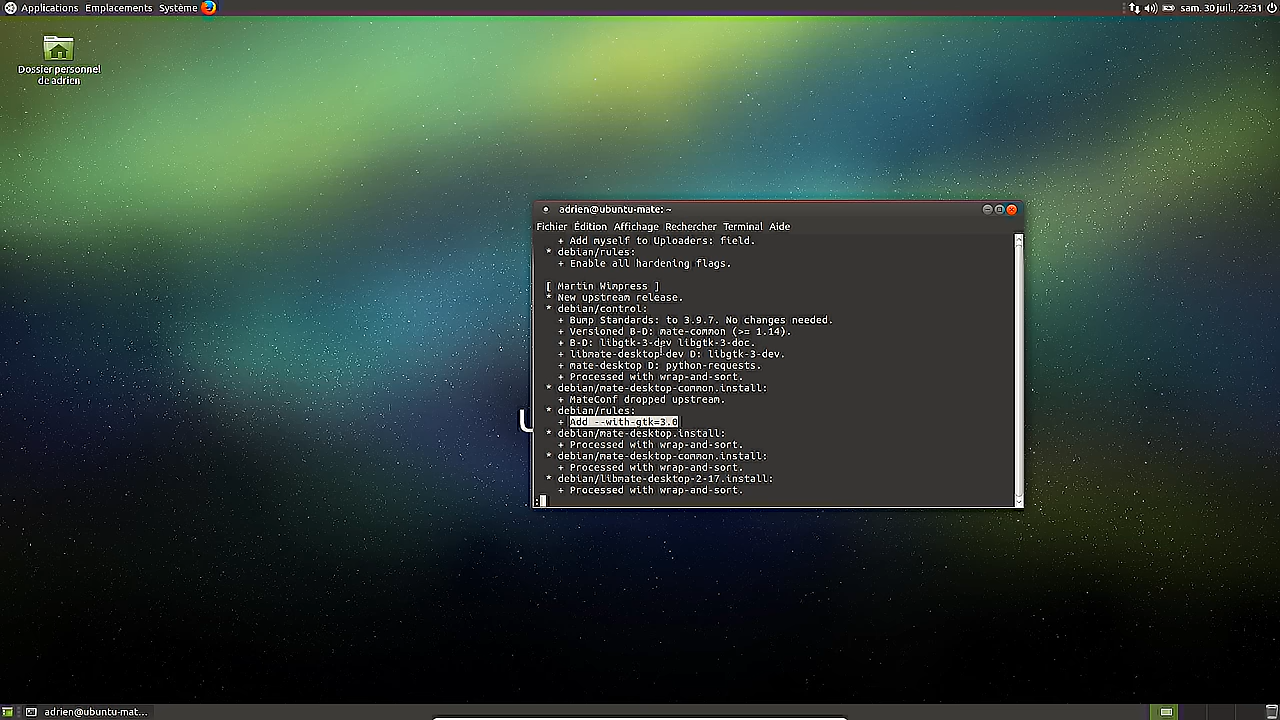 Applications Emplacements Système
sam. 30 juil., 22:31
Dossier personnel
de adrien
U
adrien@ubuntu-mate: ~
Fichier Édition Affichage Rechercher Terminal Aide
+ Add myself to Uploaders: field.
* debian/rules:
+ Enable all hardening flags.
[ Martin Wimpress ]
* New upstream release.
* debian/control:
+ Bump Standards: to 3.9.7. No changes needed.
+ Versioned B-D: mate-common (>= 1.14).
+ B-D: libgtk-3-dev libgtk-3-doc.
+ libmate-desktop-dev D: libgtk-3-dev.
+ mate-desktop D: python-requests.
+ Processed with wrap-and-sort.
* debian/mate-desktop-common.install:
+ MateConf dropped upstream.
* debian/rules:
+ Add --with-gtk=3.0
* debian/mate-desktop.install:
+ Processed with wrap-and-sort.
* debian/mate-desktop-common.install:
+ Processed with wrap-and-sort.
* debian/libmate-desktop-2-17.install:
+ Processed with wrap-and-sort.
:
adrien@ubuntu-mat...